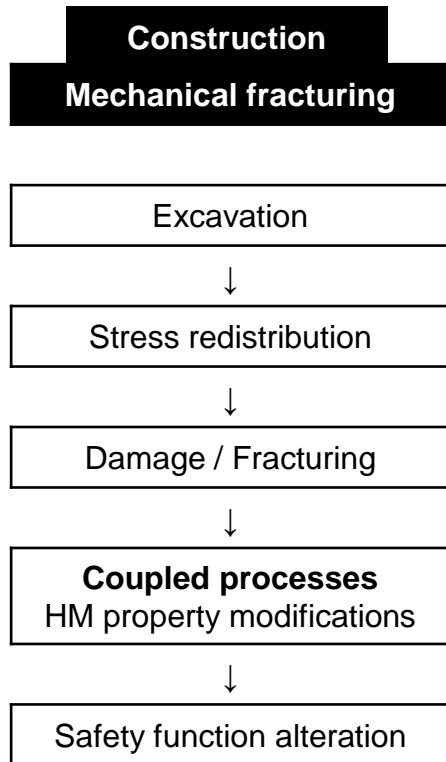 Construction
Mechanical fracturing
Excavation
↓
Stress redistribution
↓
Damage / Fracturing
↓
Coupled processes
HM property modifications
↓
Safety function alteration